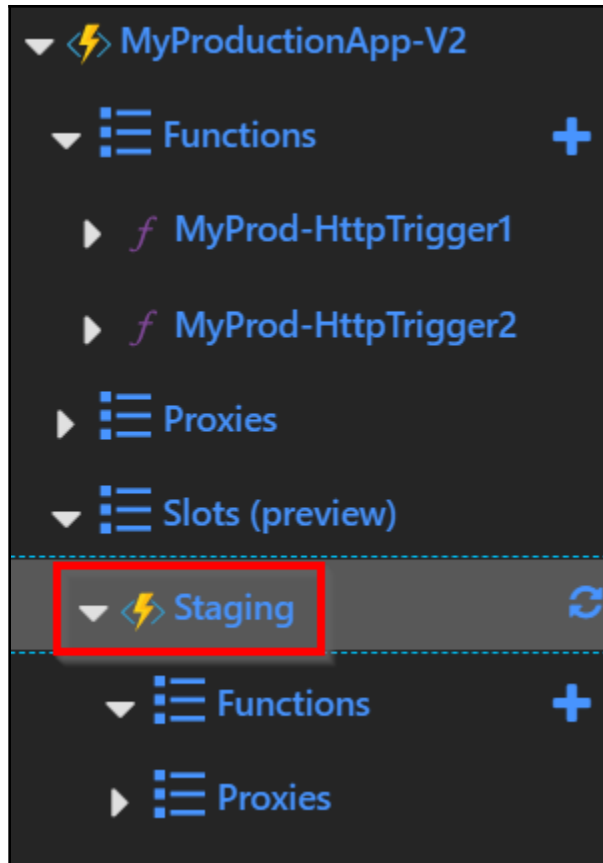 MyProductionApp-V2
Functions
MyProd-HttpTrigger1
MyProd-HttpTrigger2
Proxies
Slots (preview)
Staging
Functions
Proxies